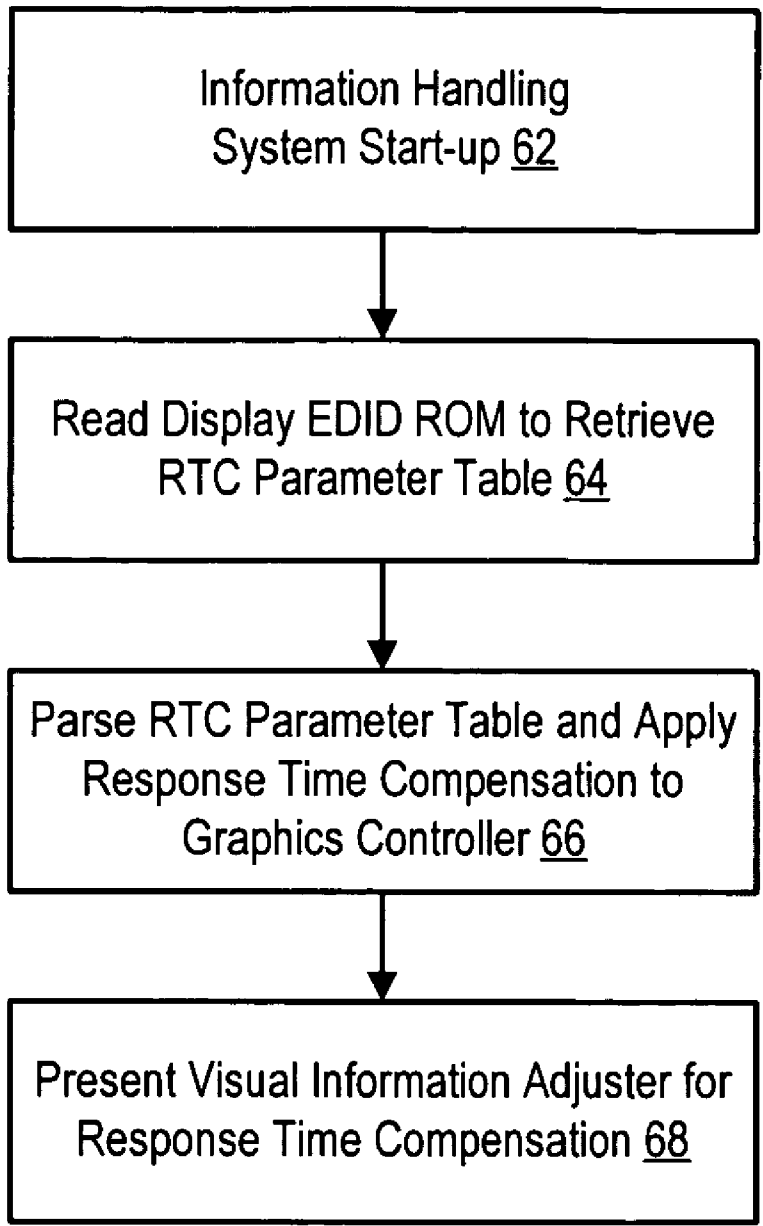 Information Handling
System Start-up 62
Read Display EDID ROM to Retrieve
RTC Parameter Table 64
Parse RTC Parameter Table and Apply
Response Time Compensation to
Graphics Controller 66
Present Visual Information Adjuster for
Response Time Compensation 68